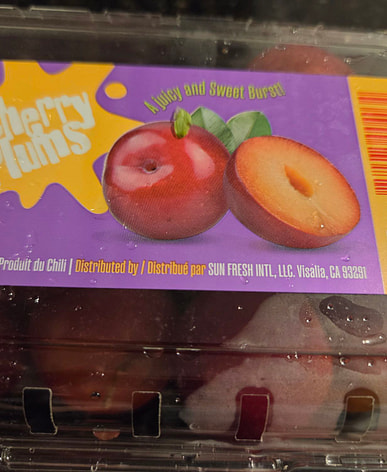 A Juicy and Sweet Burst!
herry
lums
Produit du Chili | Distributed by / Distribué par SUN FRESH INTL, LLC. Visalia, CA 93291